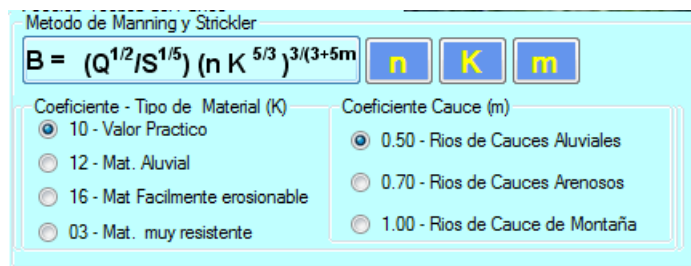 Metodo de Manning y Strickler
B = (Q^1/2/S^1/5) (n K ^5/3 )^3/(3+5m n K m
Coeficiente - Tipo de Material (K)
10 - Valor Practico
12 - Mat. Aluvial
16 - Mat Facilmente erosionable
03 - Mat. muy resistente
Coeficiente Cauce (m)
0.50 - Rios de Cauces Aluviales
0.70 - Rios de Cauces Arenosos
1.00 - Rios de Cauce de Montaña